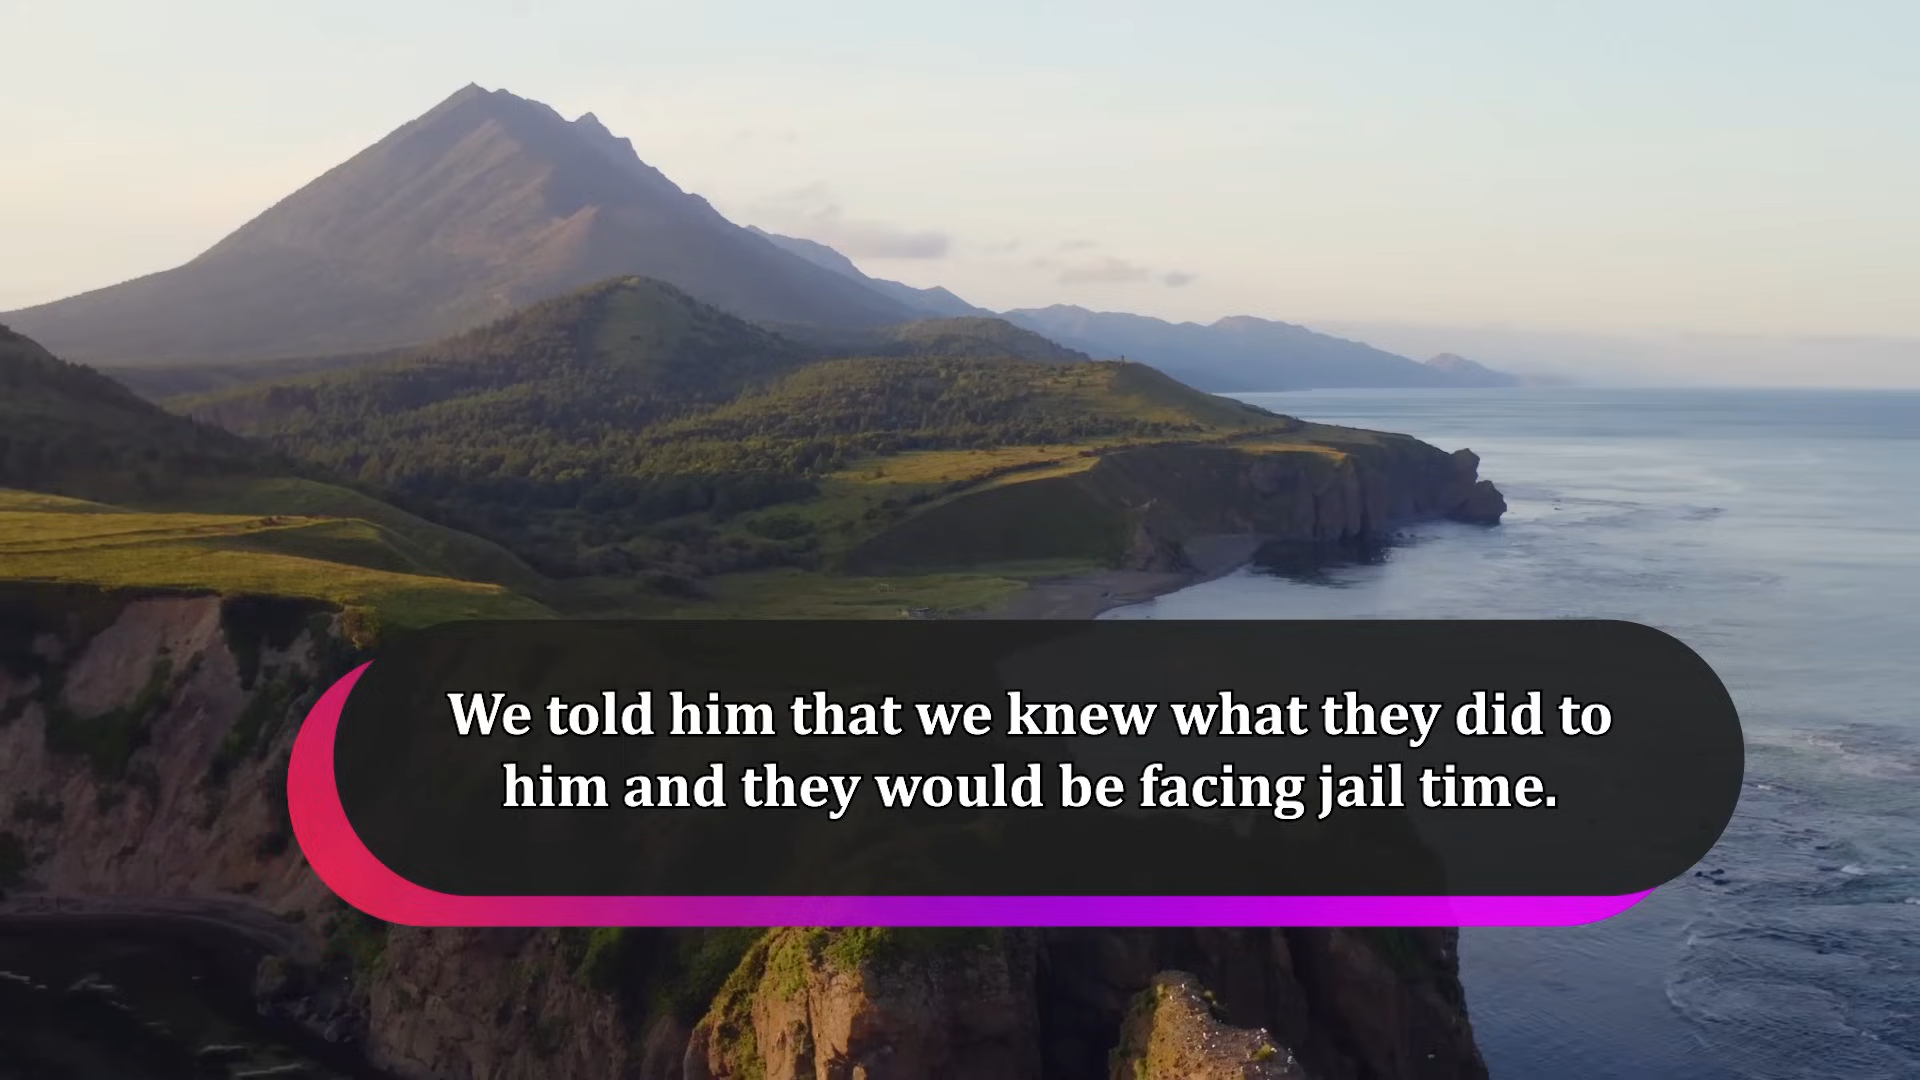 We told him that we knew what they did to
him and they would be facing jail time.